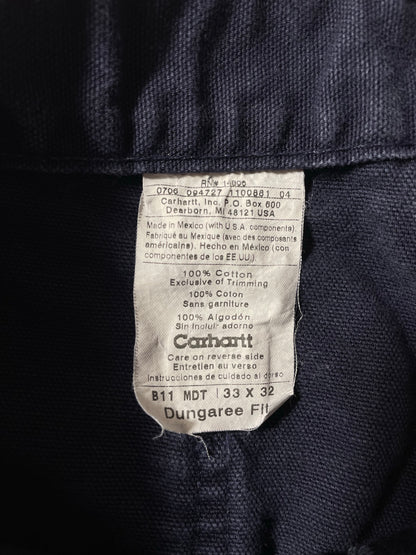 RN# 14806
0706 094727 1100881 04
Carhartt, Inc. P.O. Box 600
Dearborn, MI 48121 USA
Made in Mexico (with U.S.A. components).
Fabriqué au Mexique (avec des composants
américains). Hecho en México (con
componentes de los EE.UU.)
100% Cotton
Exclusive of Trimming
100% Coton
Sans garniture
100% Algodón
Sin incluir adorno
Carhartt
Care on reverse side
Entretien au verso
Instrucciones de cuidado al dorso
B11 MDT 33 X 32
Dungaree Fit